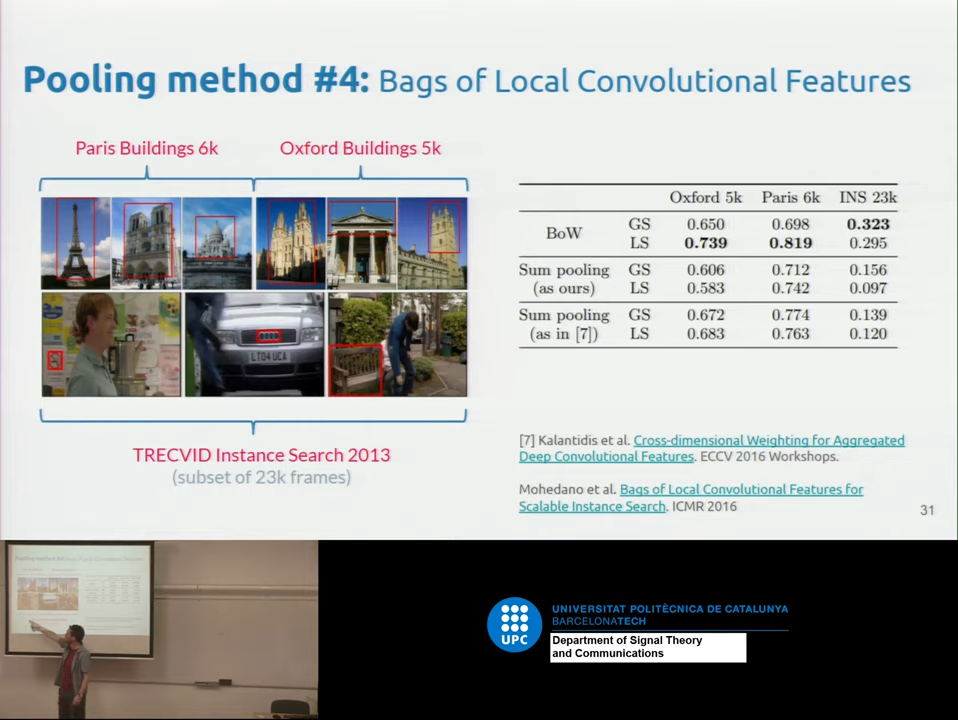 Pooling method #4: Bags of Local Convolutional Features
Paris Buildings 6k
Oxford Buildings 5k
LT04 UCA
TRECVID Instance Search 2013
(subset of 23k frames)
Oxford 5k Paris 6k INS 23k
BoW GS 0.650 0.698 0.323
LS 0.739 0.819 0.295
Sum pooling GS 0.606 0.712 0.156
(as ours) LS 0.583 0.742 0.097
Sum pooling GS 0.672 0.774 0.139
(as in [7]) LS 0.683 0.763 0.120
[7] Kalantidis et al. Cross-dimensional Weighting for Aggregated
Deep Convolutional Features. ECCV 2016 Workshops.
Mohedano et al. Bags of Local Convolutional Features for
Scalable Instance Search. ICMR 2016
31
UPC
UNIVERSITAT POLITÈCNICA DE CATALUNYA
BARCELONATECH
Department of Signal Theory
and Communications